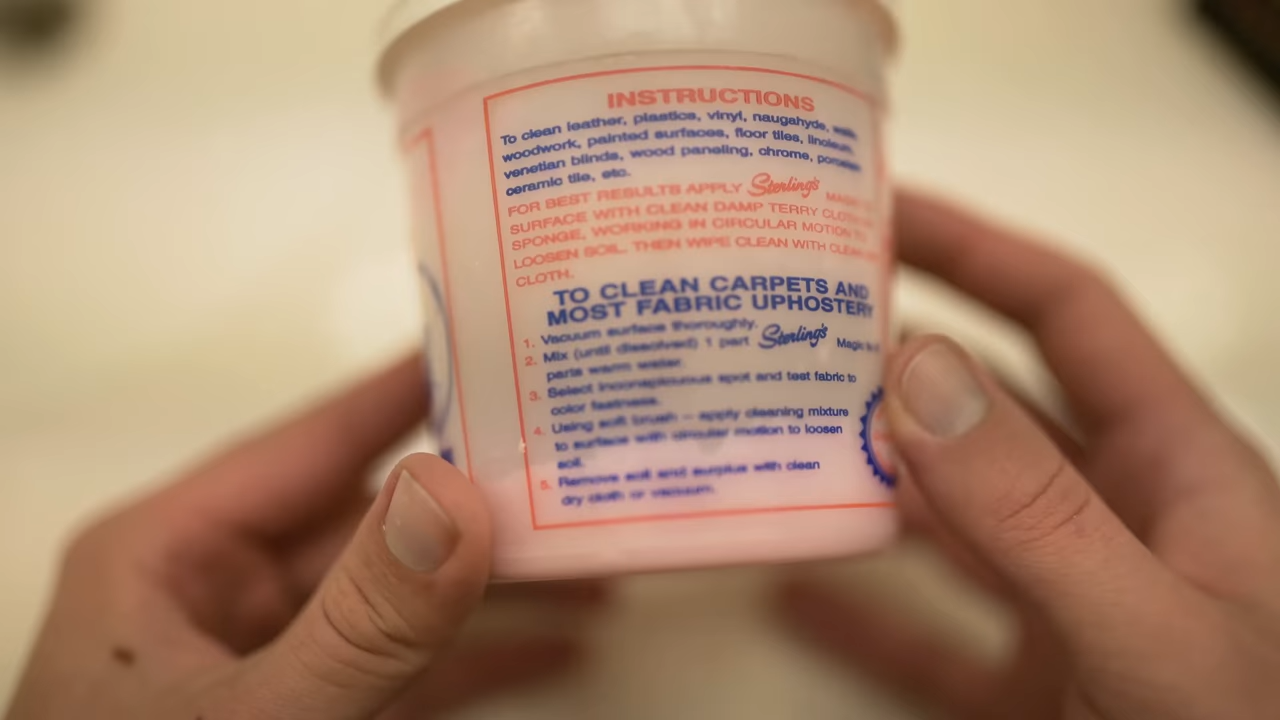 INSTRUCTIONS
To clean leather, plastics, vinyl, naugahyde,
woodwork, painted surfaces, floor tiles, linoleum,
venetian blinds, wood paneling, chrome, porcelain
ceramic tile, etc.
FOR BEST RESULTS APPLY Sterling's
SURFACE WITH CLEAN DAMP TERRY
SPONGE, WORKING IN CIRCULAR MOTION TO
LOOSEN SOIL. THEN WIPE CLEAN WITH
CLOTH.
TO CLEAN CARPETS AND
MOST FABRIC UPHOSTERY
1. Vacuum surface thoroughly.
2. Mix (until dissolved) 1 part Sterling's Magic
parts warm water.
3. Select inconspicuous spot and test fabric to
color fastness.
4. Using soft brush — apply cleaning mixture
to surface with circular motion to loosen
soil.
5. Remove soil and surplus with clean
dry cloth or vacuum.